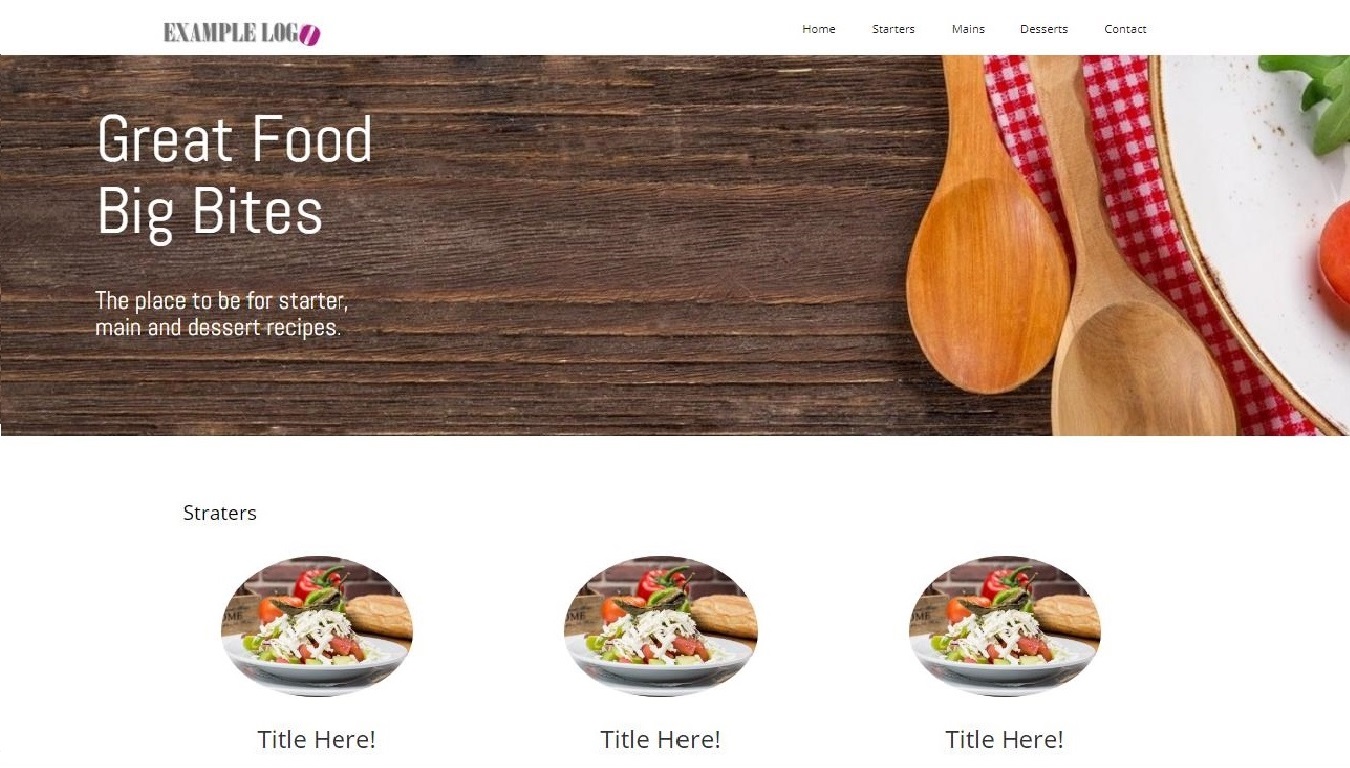 EXAMPLE LOGO
Home Starters Mains Desserts Contact
Great Food
Big Bites
The place to be for starter,
main and dessert recipes.
Straters
Title Here! Title Here! Title Here!